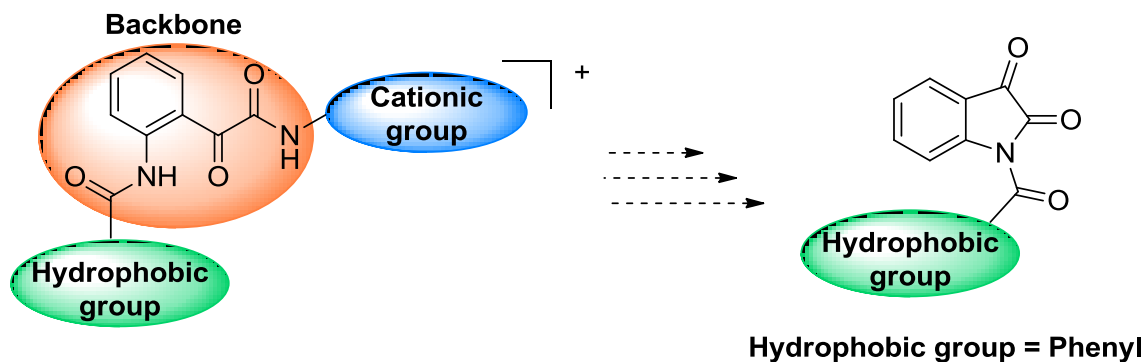 Backbone
O
O
+
Cationic
group
N
H
O
O
NH
O
Hydrophobic
group
O
O
N
O
Hydrophobic
group
Hydrophobic group = Phenyl